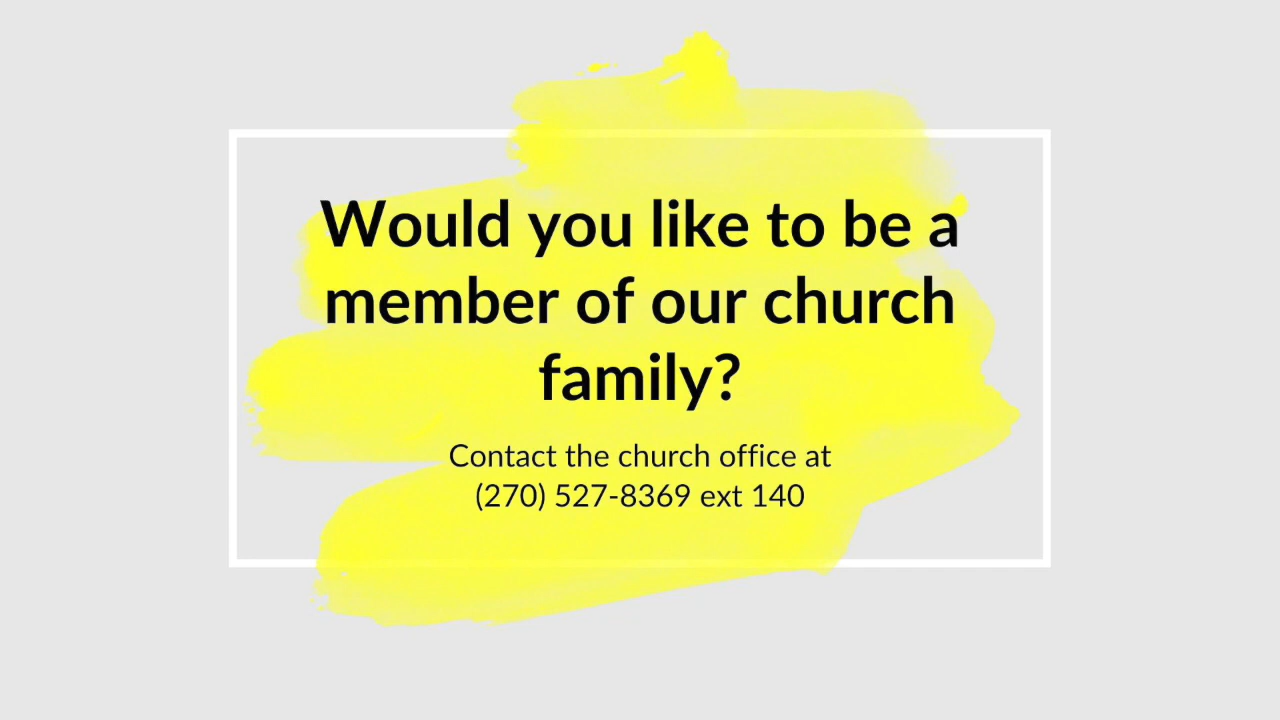 Would you like to be a
member of our church
family?
Contact the church office at
(270) 527-8369 ext 140